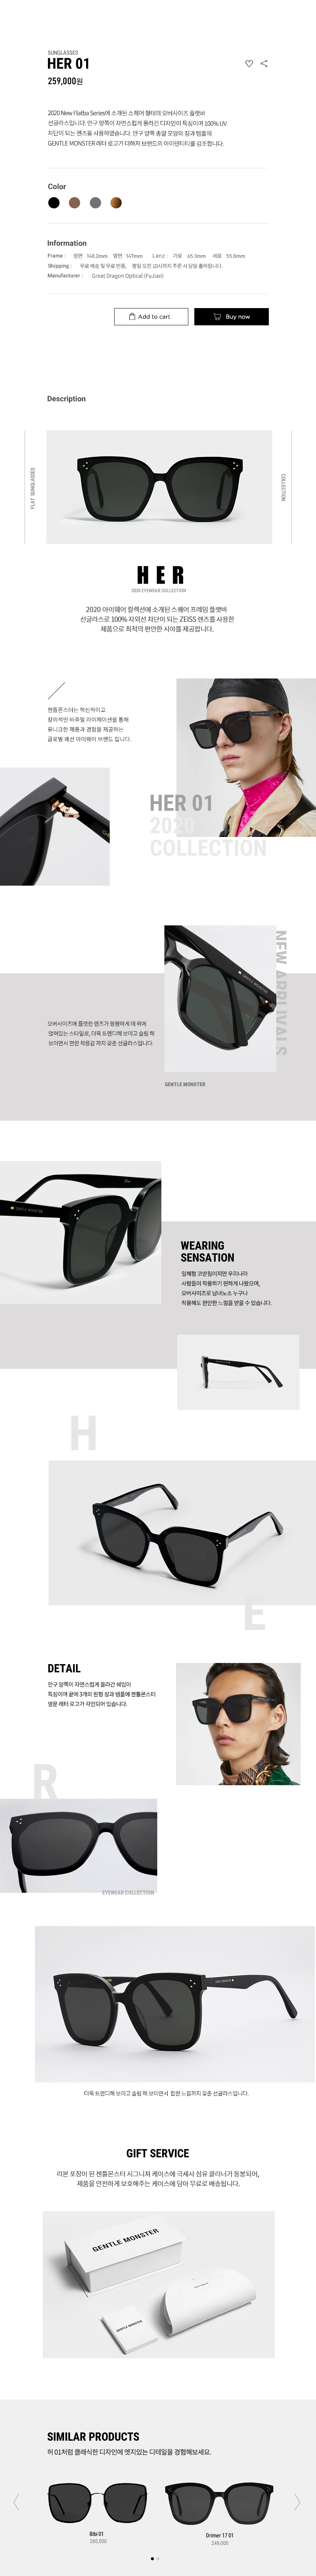 SUNGLASSES
HER 01
259,000원
2020 New Flatba Series에 소개된 스퀘어 형태의 오버사이즈 플랫바
선글라스입니다. 안구 양쪽이 자연스럽게 올라간 디자인이 특징이며 100% UV
차단이 되는 렌즈를 사용하였습니다. 안구 양쪽 총알 모양의 장과 템플의
GENTLE MONSTER 레터 로고가 더해져 브랜드의 아이덴티티를 강조합니다.
Color
Information
Frame : 정면 148.2mm 옆면 147mm Lenz : 가로 65.3mm 세로 55.8mm
Shipping : 무료 배송 및 무료 반품, 평일 오전 10시까지 주문 시 당일 출하됩니다.
Manufacturer : Great Dragon Optical (FuJian)
Add to cart
Buy now
Description
FLAT SUNGLASSES
COLLECTION
HER
2020 EYEWEAR COLLECTION
2020 아이웨어 컬렉션에 소개된 스퀘어 프레임 플랫바
선글라스로 100% 자외선 차단이 되는 ZEISS 렌즈를 사용한
제품으로 최적의 편안한 시야를 제공합니다.
젠틀몬스터는 혁신적이고
창의적인 비주얼 라이제이션을 통해
유니크한 제품과 경험을 제공하는
글로벌 패션 아이웨어 브랜드 입니다.
HER 01
2020
COLLECTION
NEW ARRIVALS
오버사이즈에 플랫한 렌즈가 평평하게 테 위에
얹혀있는 스타일로, 더욱 트렌디해 보이고 슬림 해
보이면서 편한 착용감 까지 갖춘 선글라스입니다.
GENTLE MONSTER
GENTLE MONSTER
GENTLE MONSTER
WEARING
SENSATION
일체형 코받침이지만 우리나라
사람들이 착용하기 편하게 나왔으며,
오버사이즈로 남녀노소 누구나
착용해도 편안한 느낌을 받을 수 있습니다.
H
E
DETAIL
안구 양쪽이 자연스럽게 올라간 쉐입이
특징이며 끝에 3개의 원형 장과 템플에 젠틀몬스터
영문 레터 로고가 각인되어 있습니다.
R
EYEWEAR COLLECTION
더욱 트렌디해 보이고 슬림 해 보이면서 힙한 느낌까지 갖춘 선글라스입니다.
GIFT SERVICE
리본 포장이 된 젠틀몬스터 시그니쳐 케이스에 극세사 섬유 클리너가 동봉되어,
제품을 안전하게 보호해주는 케이스에 담아 무료로 배송됩니다.
GENTLE MONSTER
GENTLE MONSTER
SIMILAR PRODUCTS
허 01처럼 클래식한 디자인에 엣지있는 디테일을 경험해보세요.
Bibi 01
260,000
Drimer 17 01
249,000